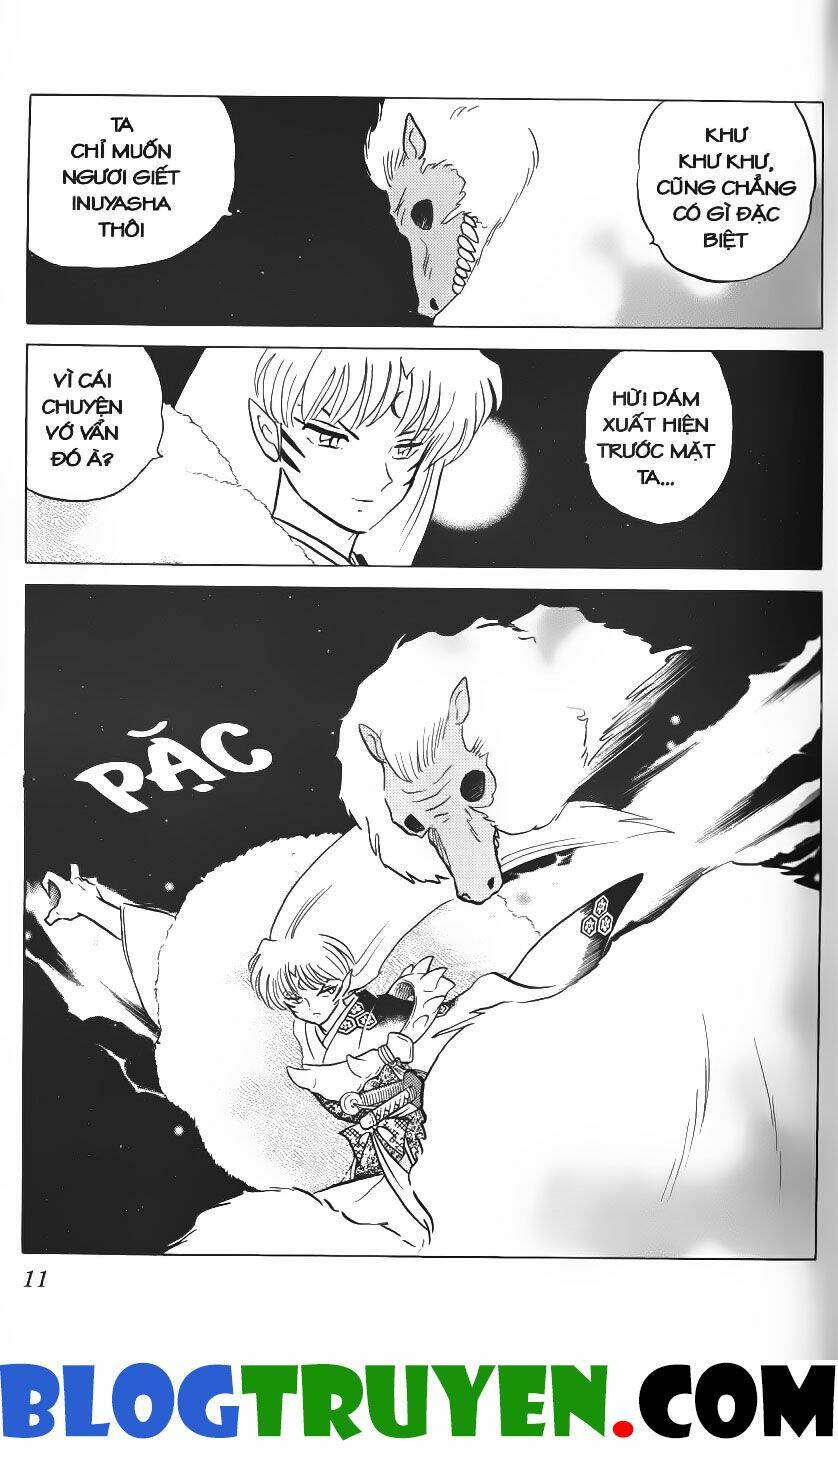 KHƯ
KHƯ KHƯ,
CŨNG CHẲNG
CÓ GÌ ĐẶC
BIỆT
TA
CHỈ MUỐN
NGƯƠI GIẾT
INUYASHA
THÔI
HỪ! DÁM
XUẤT HIỆN
TRƯỚC MẶT
TA...
VÌ CÁI
CHUYỆN
VỚ VẨN
ĐÓ À?
PẶC
11
BLOGTRUYEN.COM